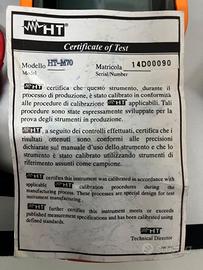 HT
Certificate of Test
Modello HT-M70 Matricola 14D00090
Model Serial Number
HT certifica che questo strumento, durante il
processo di produzione, è stato calibrato in conformità
alle procedure di calibrazione HT applicabili. Tali
procedure sono state espressamente sviluppate per la
prova degli strumenti in produzione.
HT, a seguito dei controlli effettuati, certifica che i
risultati ottenuti sono conformi alle precisioni
dichiarate sul manuale d'uso dello strumento e che lo
strumento è stato calibrato utilizzando strumenti di
riferimento assunti come campione.
HT certifies this instrument was calibrated in accordance with
applicable HT calibration procedures during the
manufacturing process. These processes are special design for test
instrument manufacturing.
HT further certifies that this instrument meets or exceeds
published measurement specifications and has been calibrated using
defined standards.
HT
Technical Director